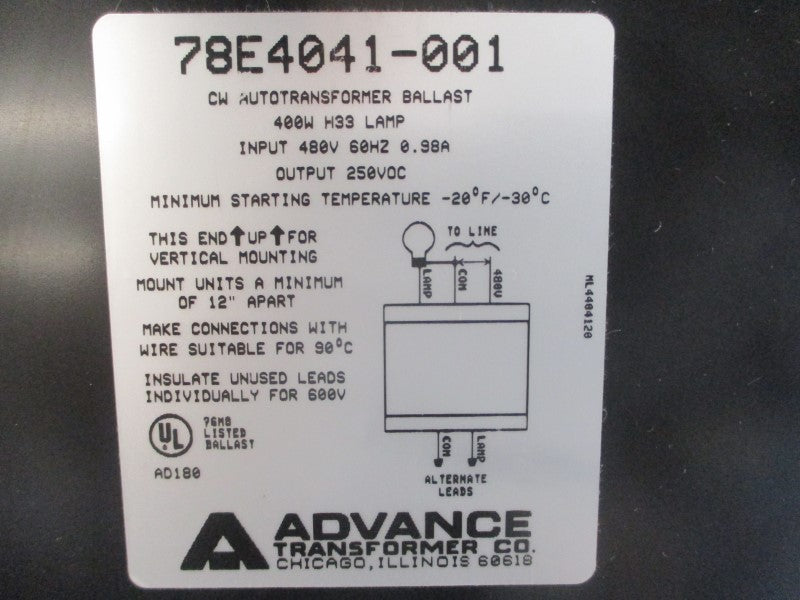 78E4041-001
CW AUTOTRANSFORMER BALLAST
400W H33 LAMP
INPUT 480V 60HZ 0.98A
OUTPUT 250VOC
MINIMUM STARTING TEMPERATURE -20°F/-30°C
THIS END↑UP↑FOR
VERTICAL MOUNTING
MOUNT UNITS A MINIMUM
OF 12" APART
MAKE CONNECTIONS WITH
WIRE SUITABLE FOR 90°C
INSULATE UNUSED LEADS
INDIVIDUALLY FOR 600V
UL
76M8
LISTED
BALLAST
AD180
TO LINE
LAMP
COM
480V
COM
LAMP
ALTERNATE
LEADS
ML4404120
ADVANCE
TRANSFORMER CO.
CHICAGO, ILLINOIS 60618